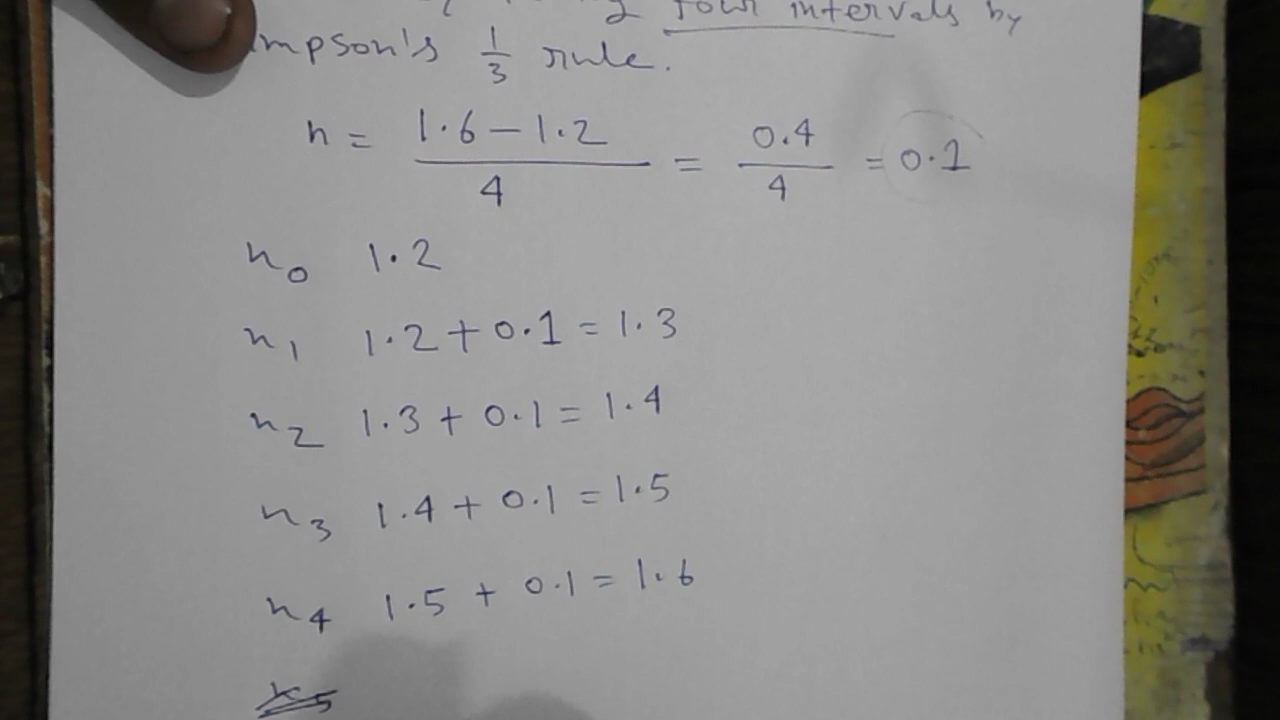 four intervals by
impson's 1/3 rule.
h = (1.6 – 1.2)/4 = 0.4/4 = 0.1
x0 1.2
x1 1.2 + 0.1 = 1.3
x2 1.3 + 0.1 = 1.4
x3 1.4 + 0.1 = 1.5
x4 1.5 + 0.1 = 1.6